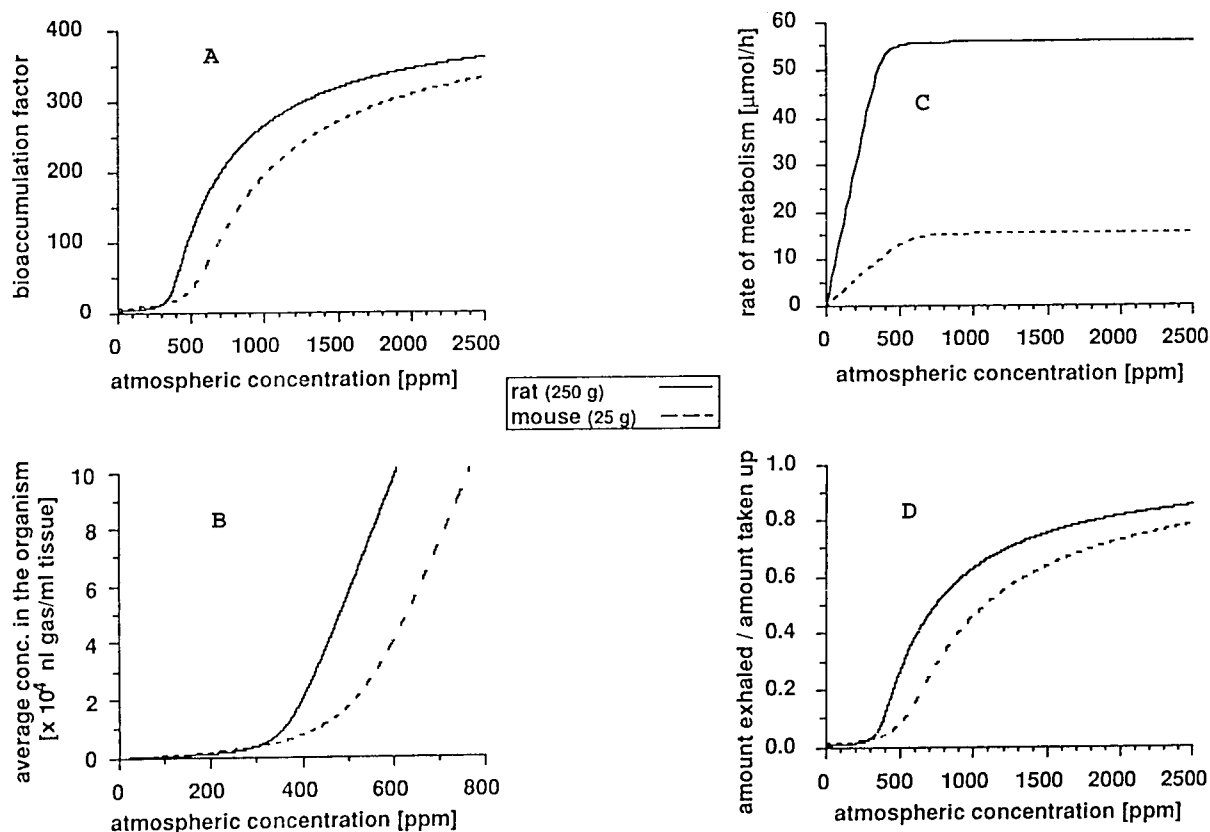 A
bioaccumulation factor
400
300
200
100
0
0 500 1000 1500 2000 2500
atmospheric concentration [ppm]
C
rate of metabolism [µmol/h]
60
50
40
30
20
10
0
0 500 1000 1500 2000 2500
atmospheric concentration [ppm]
rat (250 g)
mouse (25 g)
B
average conc. in the organism
[x 10⁴ nl gas/ml tissue]
10
8
6
4
2
0
0 200 400 600 800
atmospheric concentration [ppm]
D
amount exhaled / amount taken up
1.0
0.8
0.6
0.4
0.2
0.0
0 500 1000 1500 2000 2500
atmospheric concentration [ppm]